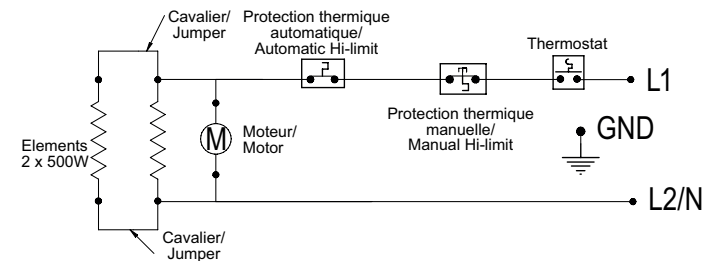 Cavalier/
Jumper
Protection thermique
automatique/
Automatic Hi-limit
Thermostat
L1
Protection thermique
manuelle/
Manual Hi-limit
GND
Elements
2 x 500W
M
Moteur/
Motor
L2/N
Cavalier/
Jumper